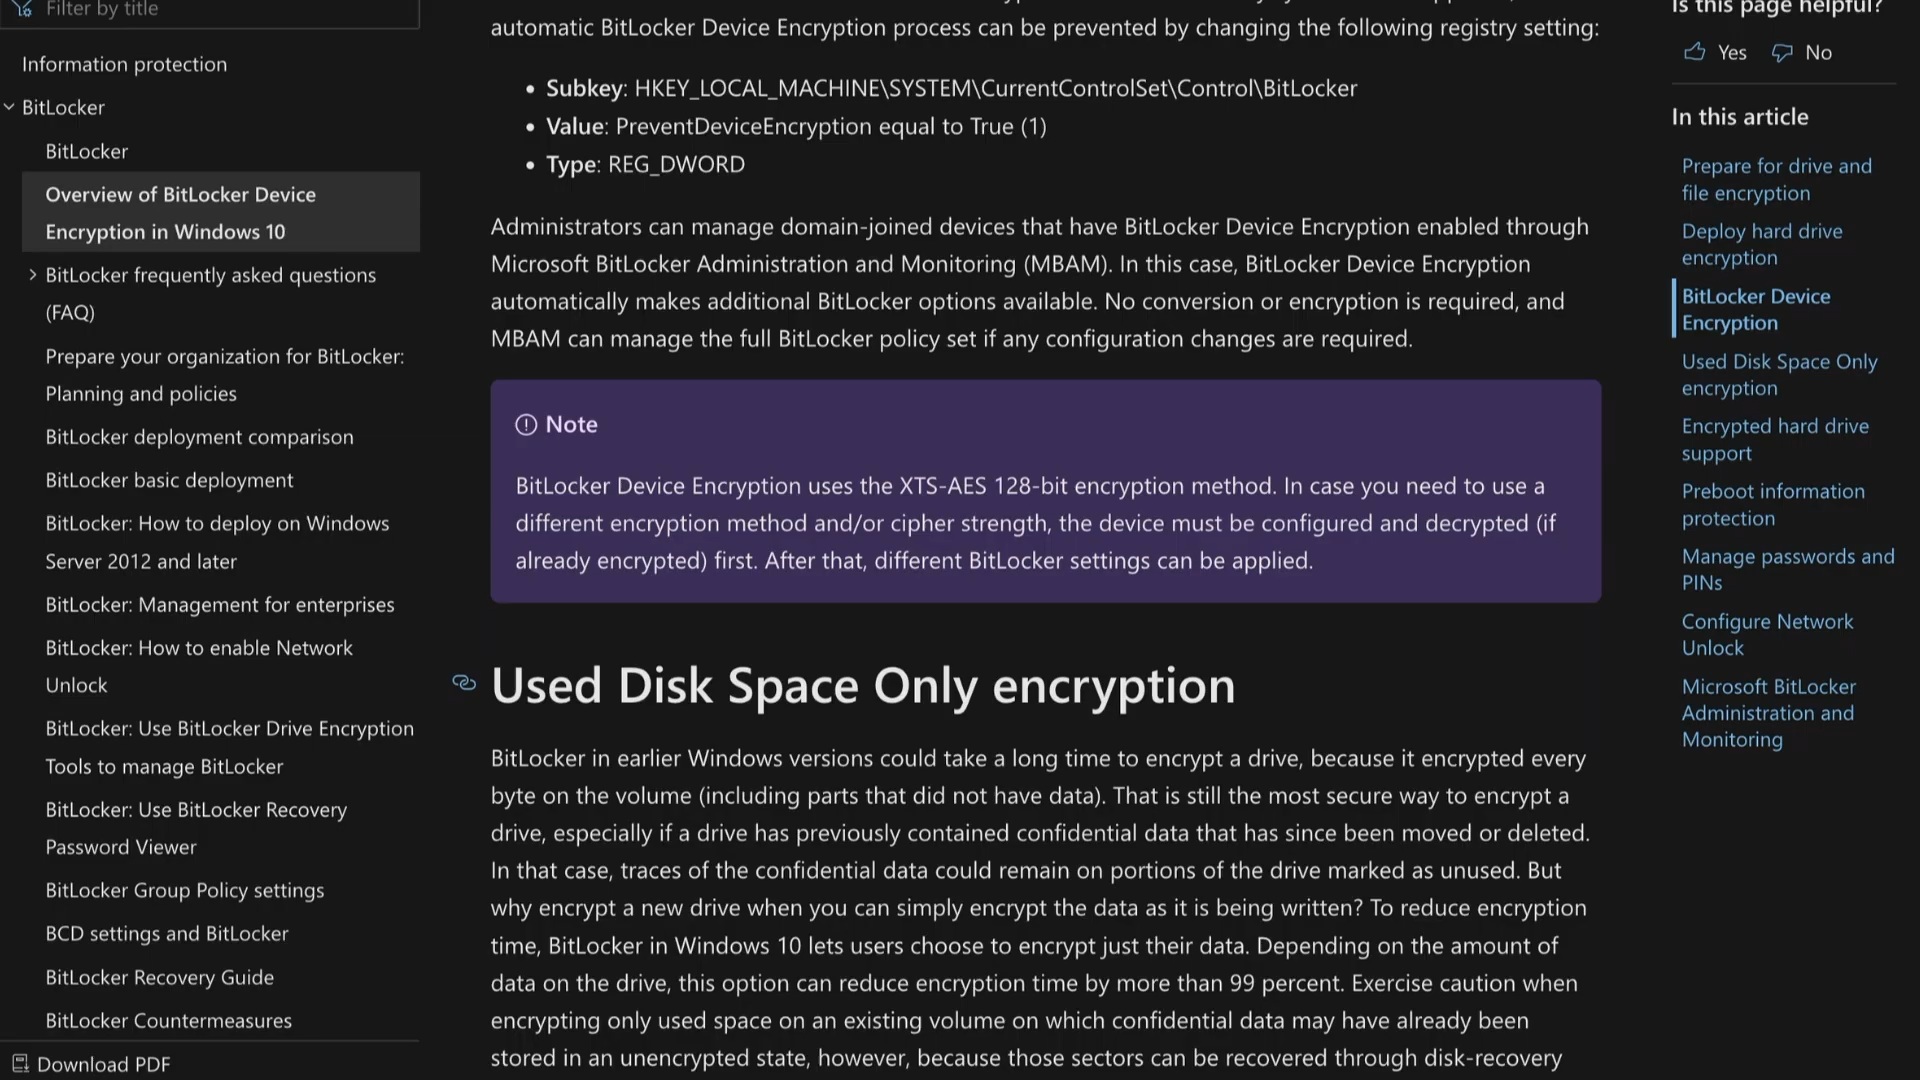 Filter by title
Information protection
BitLocker
BitLocker
Overview of BitLocker Device
Encryption in Windows 10
BitLocker frequently asked questions
(FAQ)
Prepare your organization for BitLocker:
Planning and policies
BitLocker deployment comparison
BitLocker basic deployment
BitLocker: How to deploy on Windows
Server 2012 and later
BitLocker: Management for enterprises
BitLocker: How to enable Network
Unlock
BitLocker: Use BitLocker Drive Encryption
Tools to manage BitLocker
BitLocker: Use BitLocker Recovery
Password Viewer
BitLocker Group Policy settings
BCD settings and BitLocker
BitLocker Recovery Guide
BitLocker Countermeasures
Download PDF
automatic BitLocker Device Encryption process can be prevented by changing the following registry setting:
• Subkey: HKEY_LOCAL_MACHINE\SYSTEM\CurrentControlSet\Control\BitLocker
• Value: PreventDeviceEncryption equal to True (1)
• Type: REG_DWORD
Administrators can manage domain-joined devices that have BitLocker Device Encryption enabled through
Microsoft BitLocker Administration and Monitoring (MBAM). In this case, BitLocker Device Encryption
automatically makes additional BitLocker options available. No conversion or encryption is required, and
MBAM can manage the full BitLocker policy set if any configuration changes are required.
Note
BitLocker Device Encryption uses the XTS-AES 128-bit encryption method. In case you need to use a
different encryption method and/or cipher strength, the device must be configured and decrypted (if
already encrypted) first. After that, different BitLocker settings can be applied.
Used Disk Space Only encryption
BitLocker in earlier Windows versions could take a long time to encrypt a drive, because it encrypted every
byte on the volume (including parts that did not have data). That is still the most secure way to encrypt a
drive, especially if a drive has previously contained confidential data that has since been moved or deleted.
In that case, traces of the confidential data could remain on portions of the drive marked as unused. But
why encrypt a new drive when you can simply encrypt the data as it is being written? To reduce encryption
time, BitLocker in Windows 10 lets users choose to encrypt just their data. Depending on the amount of
data on the drive, this option can reduce encryption time by more than 99 percent. Exercise caution when
encrypting only used space on an existing volume on which confidential data may have already been
stored in an unencrypted state, however, because those sectors can be recovered through disk-recovery
Is this page helpful?
Yes No
In this article
Prepare for drive and
file encryption
Deploy hard drive
encryption
BitLocker Device
Encryption
Used Disk Space Only
encryption
Encrypted hard drive
support
Preboot information
protection
Manage passwords and
PINs
Configure Network
Unlock
Microsoft BitLocker
Administration and
Monitoring